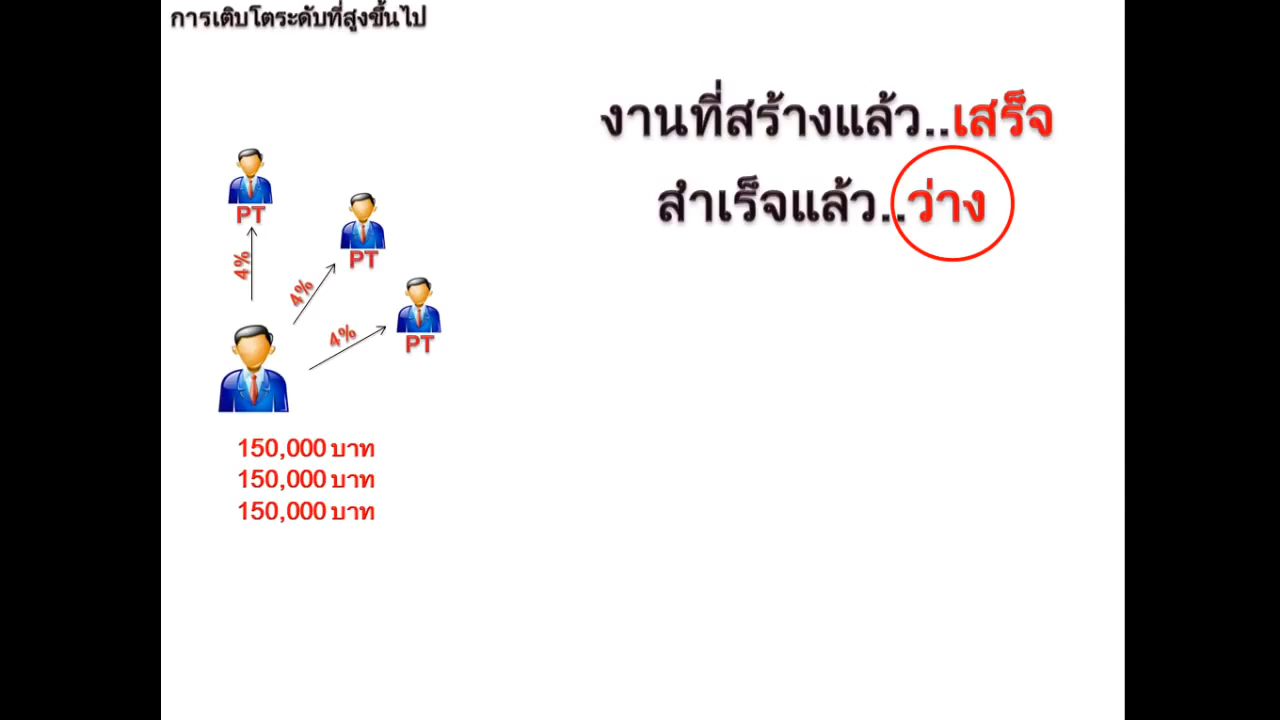 การเติบโตระดับที่สูงขึ้นไป
งานที่สร้างแล้ว..เสร็จ
สำเร็จแล้ว..ว่าง
PT
PT
PT
4%
4%
4%
150,000 บาท
150,000 บาท
150,000 บาท